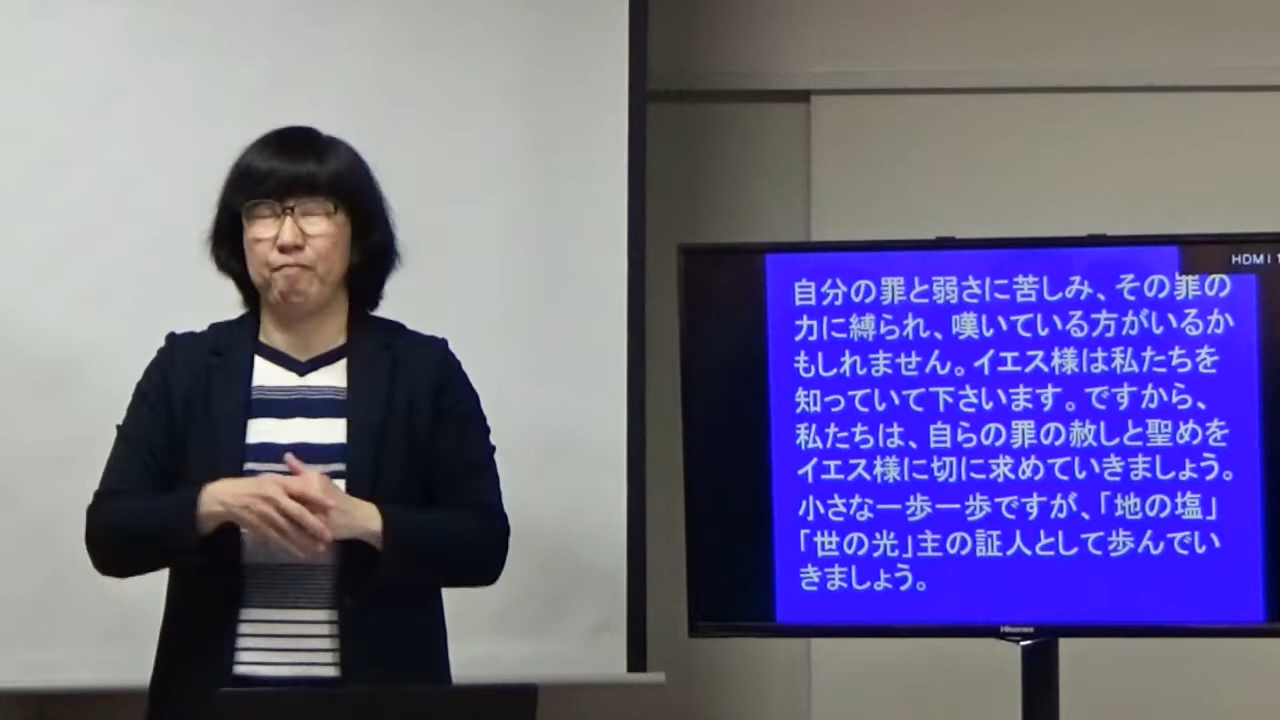 HDMI 1
自分の罪と弱さに苦しみ、その罪の
力に縛られ、嘆いている方がいるか
もしれません。イエス様は私たちを
知っていて下さいます。ですから、
私たちは、自らの罪の赦しと聖めを
イエス様に切に求めていきましょう。
小さな一歩一歩ですが、「地の塩」
「世の光」主の証人として歩んでい
きましょう。
Hisense